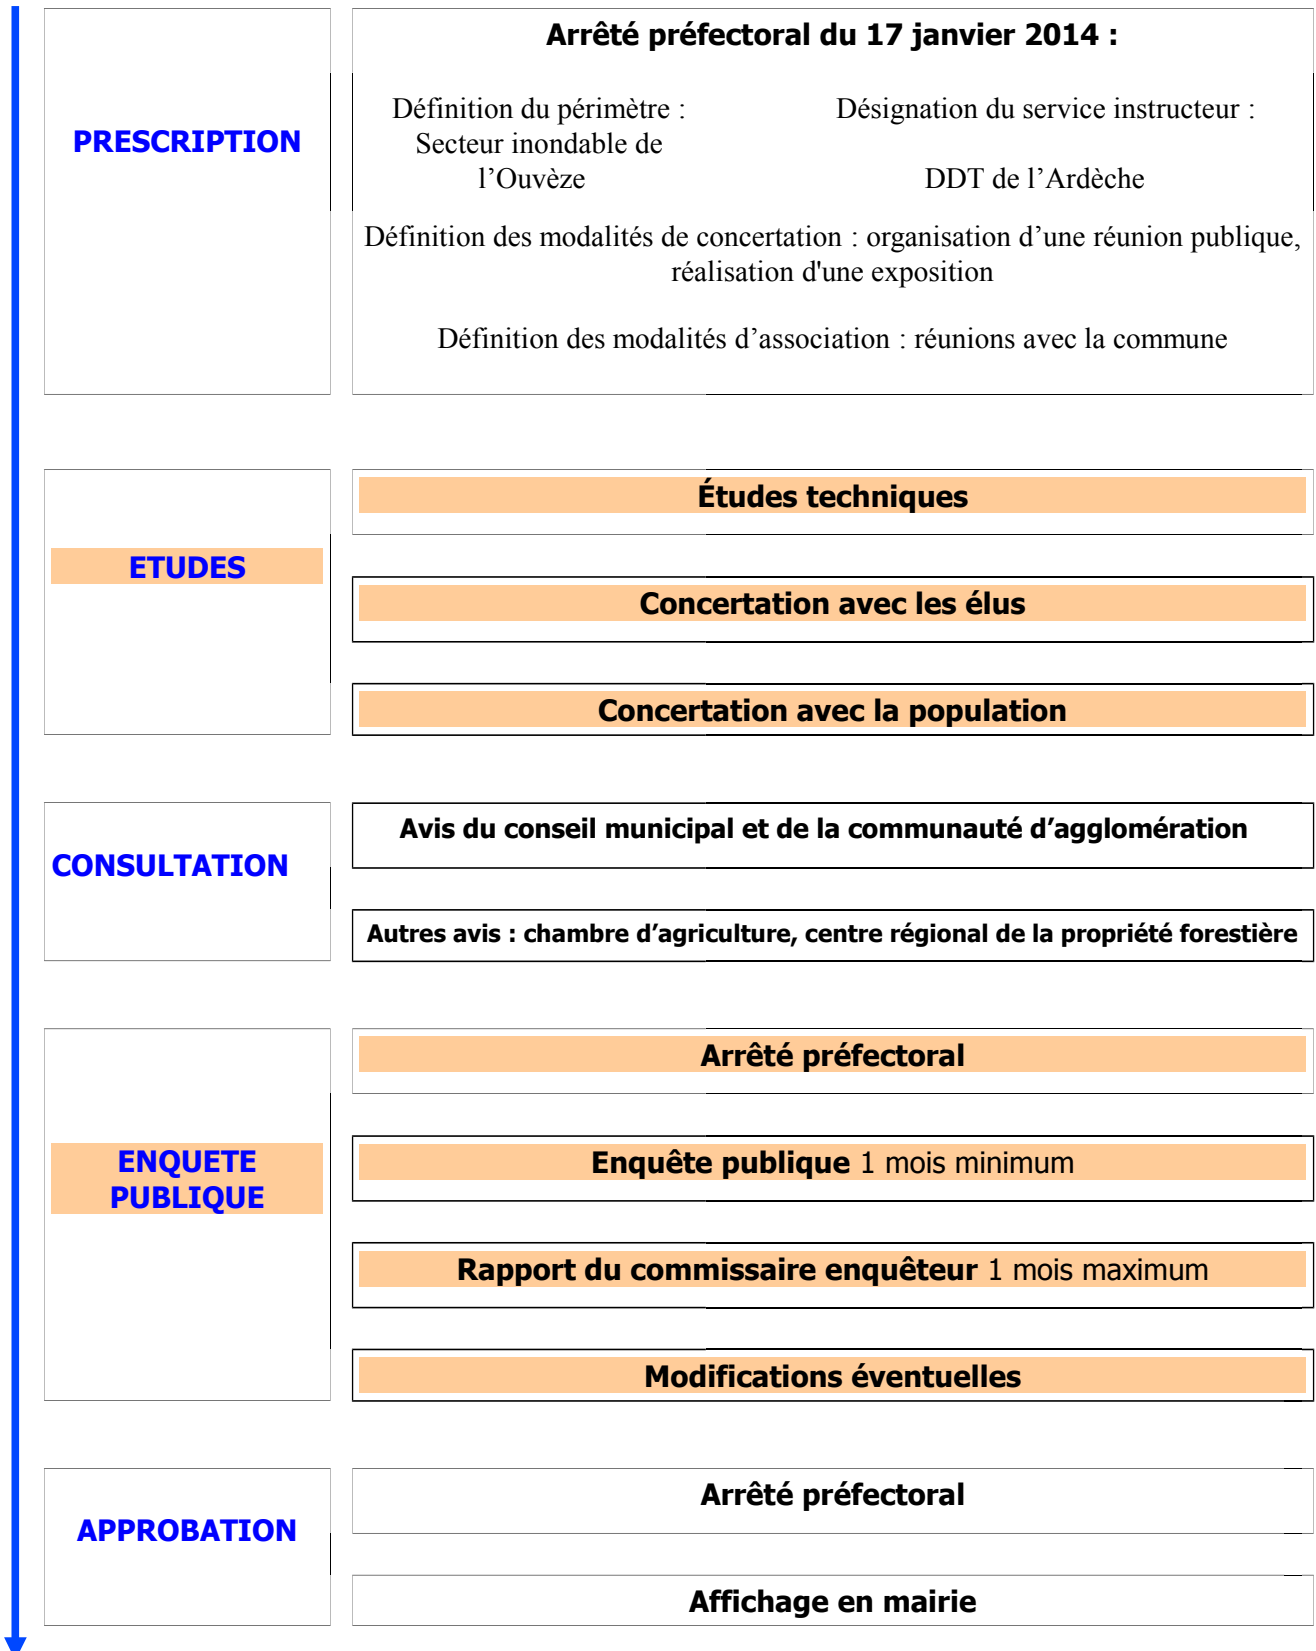 Arrêté préfectoral du 17 janvier 2014 :
PRESCRIPTION
Définition du périmètre :
Secteur inondable de
l’Ouvèze
Désignation du service instructeur :
DDT de l’Ardèche
Définition des modalités de concertation : organisation d’une réunion publique,
réalisation d'une exposition
Définition des modalités d’association : réunions avec la commune
ETUDES
Études techniques
Concertation avec les élus
Concertation avec la population
CONSULTATION
Avis du conseil municipal et de la communauté d’agglomération
Autres avis : chambre d’agriculture, centre régional de la propriété forestière
ENQUETE
PUBLIQUE
Arrêté préfectoral
Enquête publique 1 mois minimum
Rapport du commissaire enquêteur 1 mois maximum
Modifications éventuelles
APPROBATION
Arrêté préfectoral
Affichage en mairie